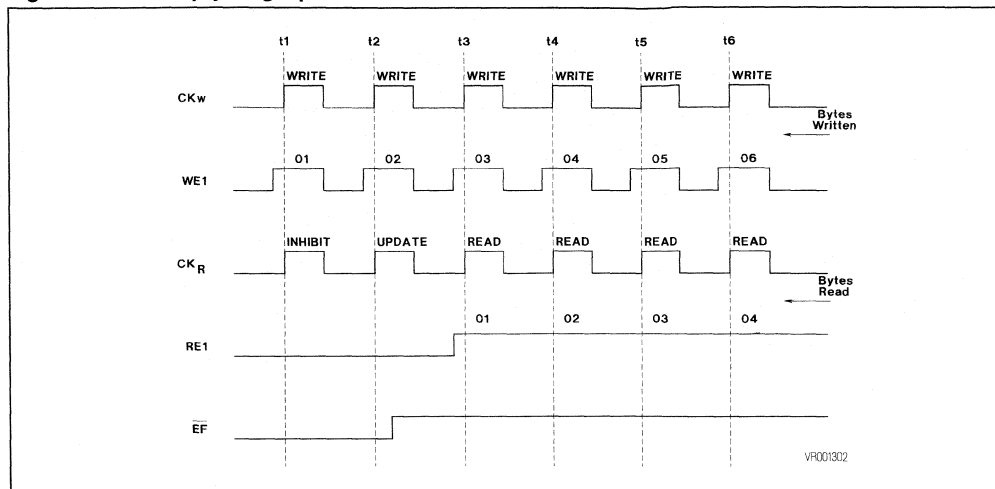 t1 t2 t3 t4 t5 t6
WRITE WRITE WRITE WRITE WRITE WRITE
CKW
Bytes
Written
01 02 03 04 05 06
WE1
INHIBIT UPDATE READ READ READ READ
CKR
Bytes
Read
01 02 03 04
RE1
EF
VR001302